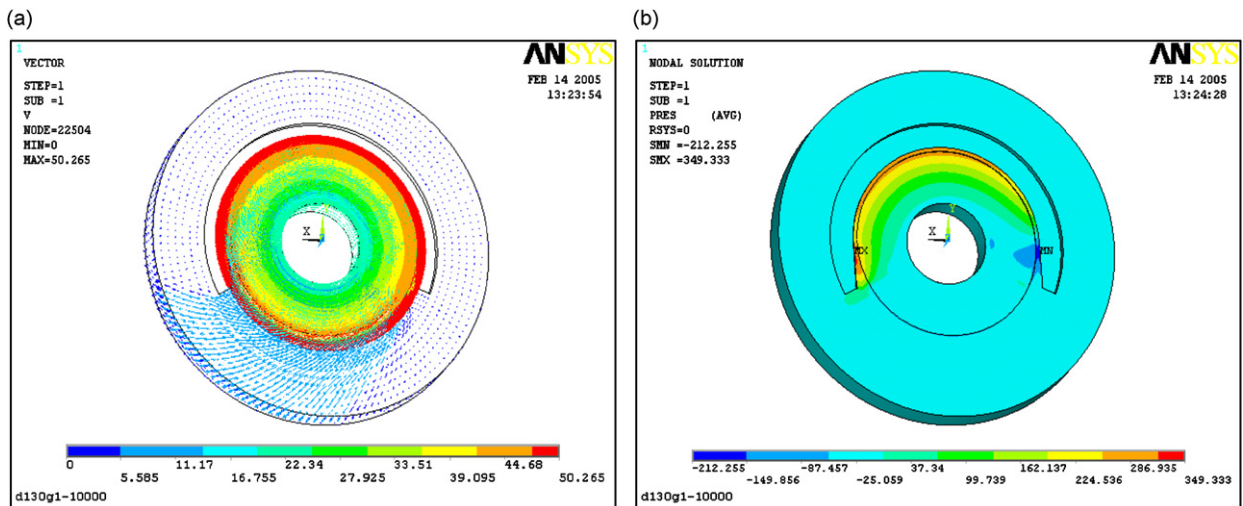 (a)
1
ANSYS
VECTOR
STEP=1
SUB =1
V
NODE=22504
MIN=0
MAX=50.265
FEB 14 2005
13:23:54
Y
X
0
5.585
11.17
16.755
22.34
27.925
33.51
39.095
44.68
50.265
d130g1-10000
(b)
1
ANSYS
NODAL SOLUTION
STEP=1
SUB =1
PRES (AVG)
RSYS=0
SMN =-212.255
SMX =349.333
FEB 14 2005
13:24:28
Y
X
MX
MN
-212.255
-149.856
-87.457
-25.059
37.34
99.739
162.137
224.536
286.935
349.333
d130g1-10000